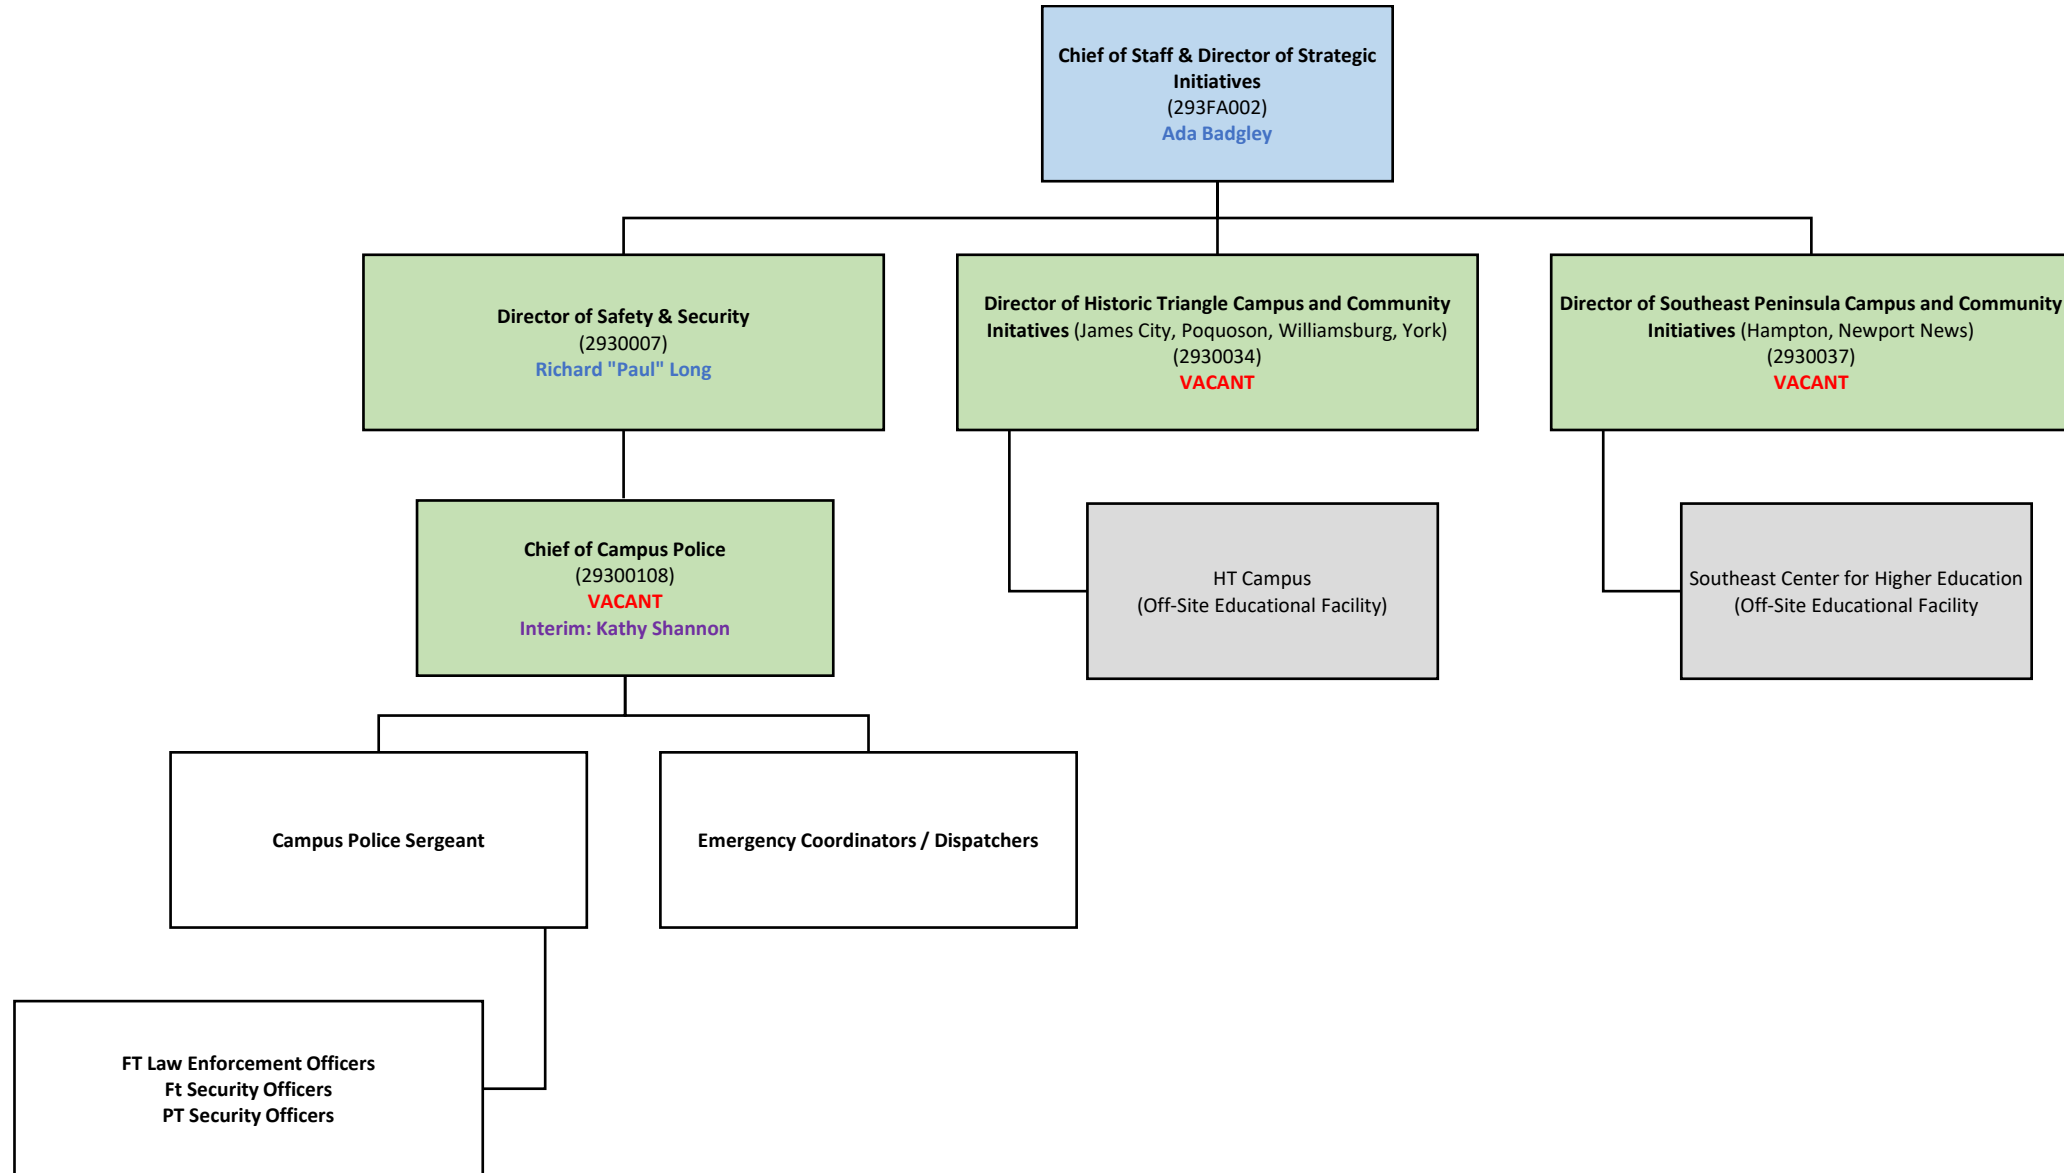 Chief of Staff & Director of Strategic
Initiatives
(293FA002)
Ada Badgley
Director of Safety & Security
(2930007)
Richard "Paul" Long
Director of Historic Triangle Campus and Community
Initatives (James City, Poquoson, Williamsburg, York)
(2930034)
VACANT
Director of Southeast Peninsula Campus and Community
Initiatives (Hampton, Newport News)
(2930037)
VACANT
Chief of Campus Police
(29300108)
VACANT
Interim: Kathy Shannon
HT Campus
(Off-Site Educational Facility)
Southeast Center for Higher Education
(Off-Site Educational Facility
Campus Police Sergeant
Emergency Coordinators / Dispatchers
FT Law Enforcement Officers
Ft Security Officers
PT Security Officers